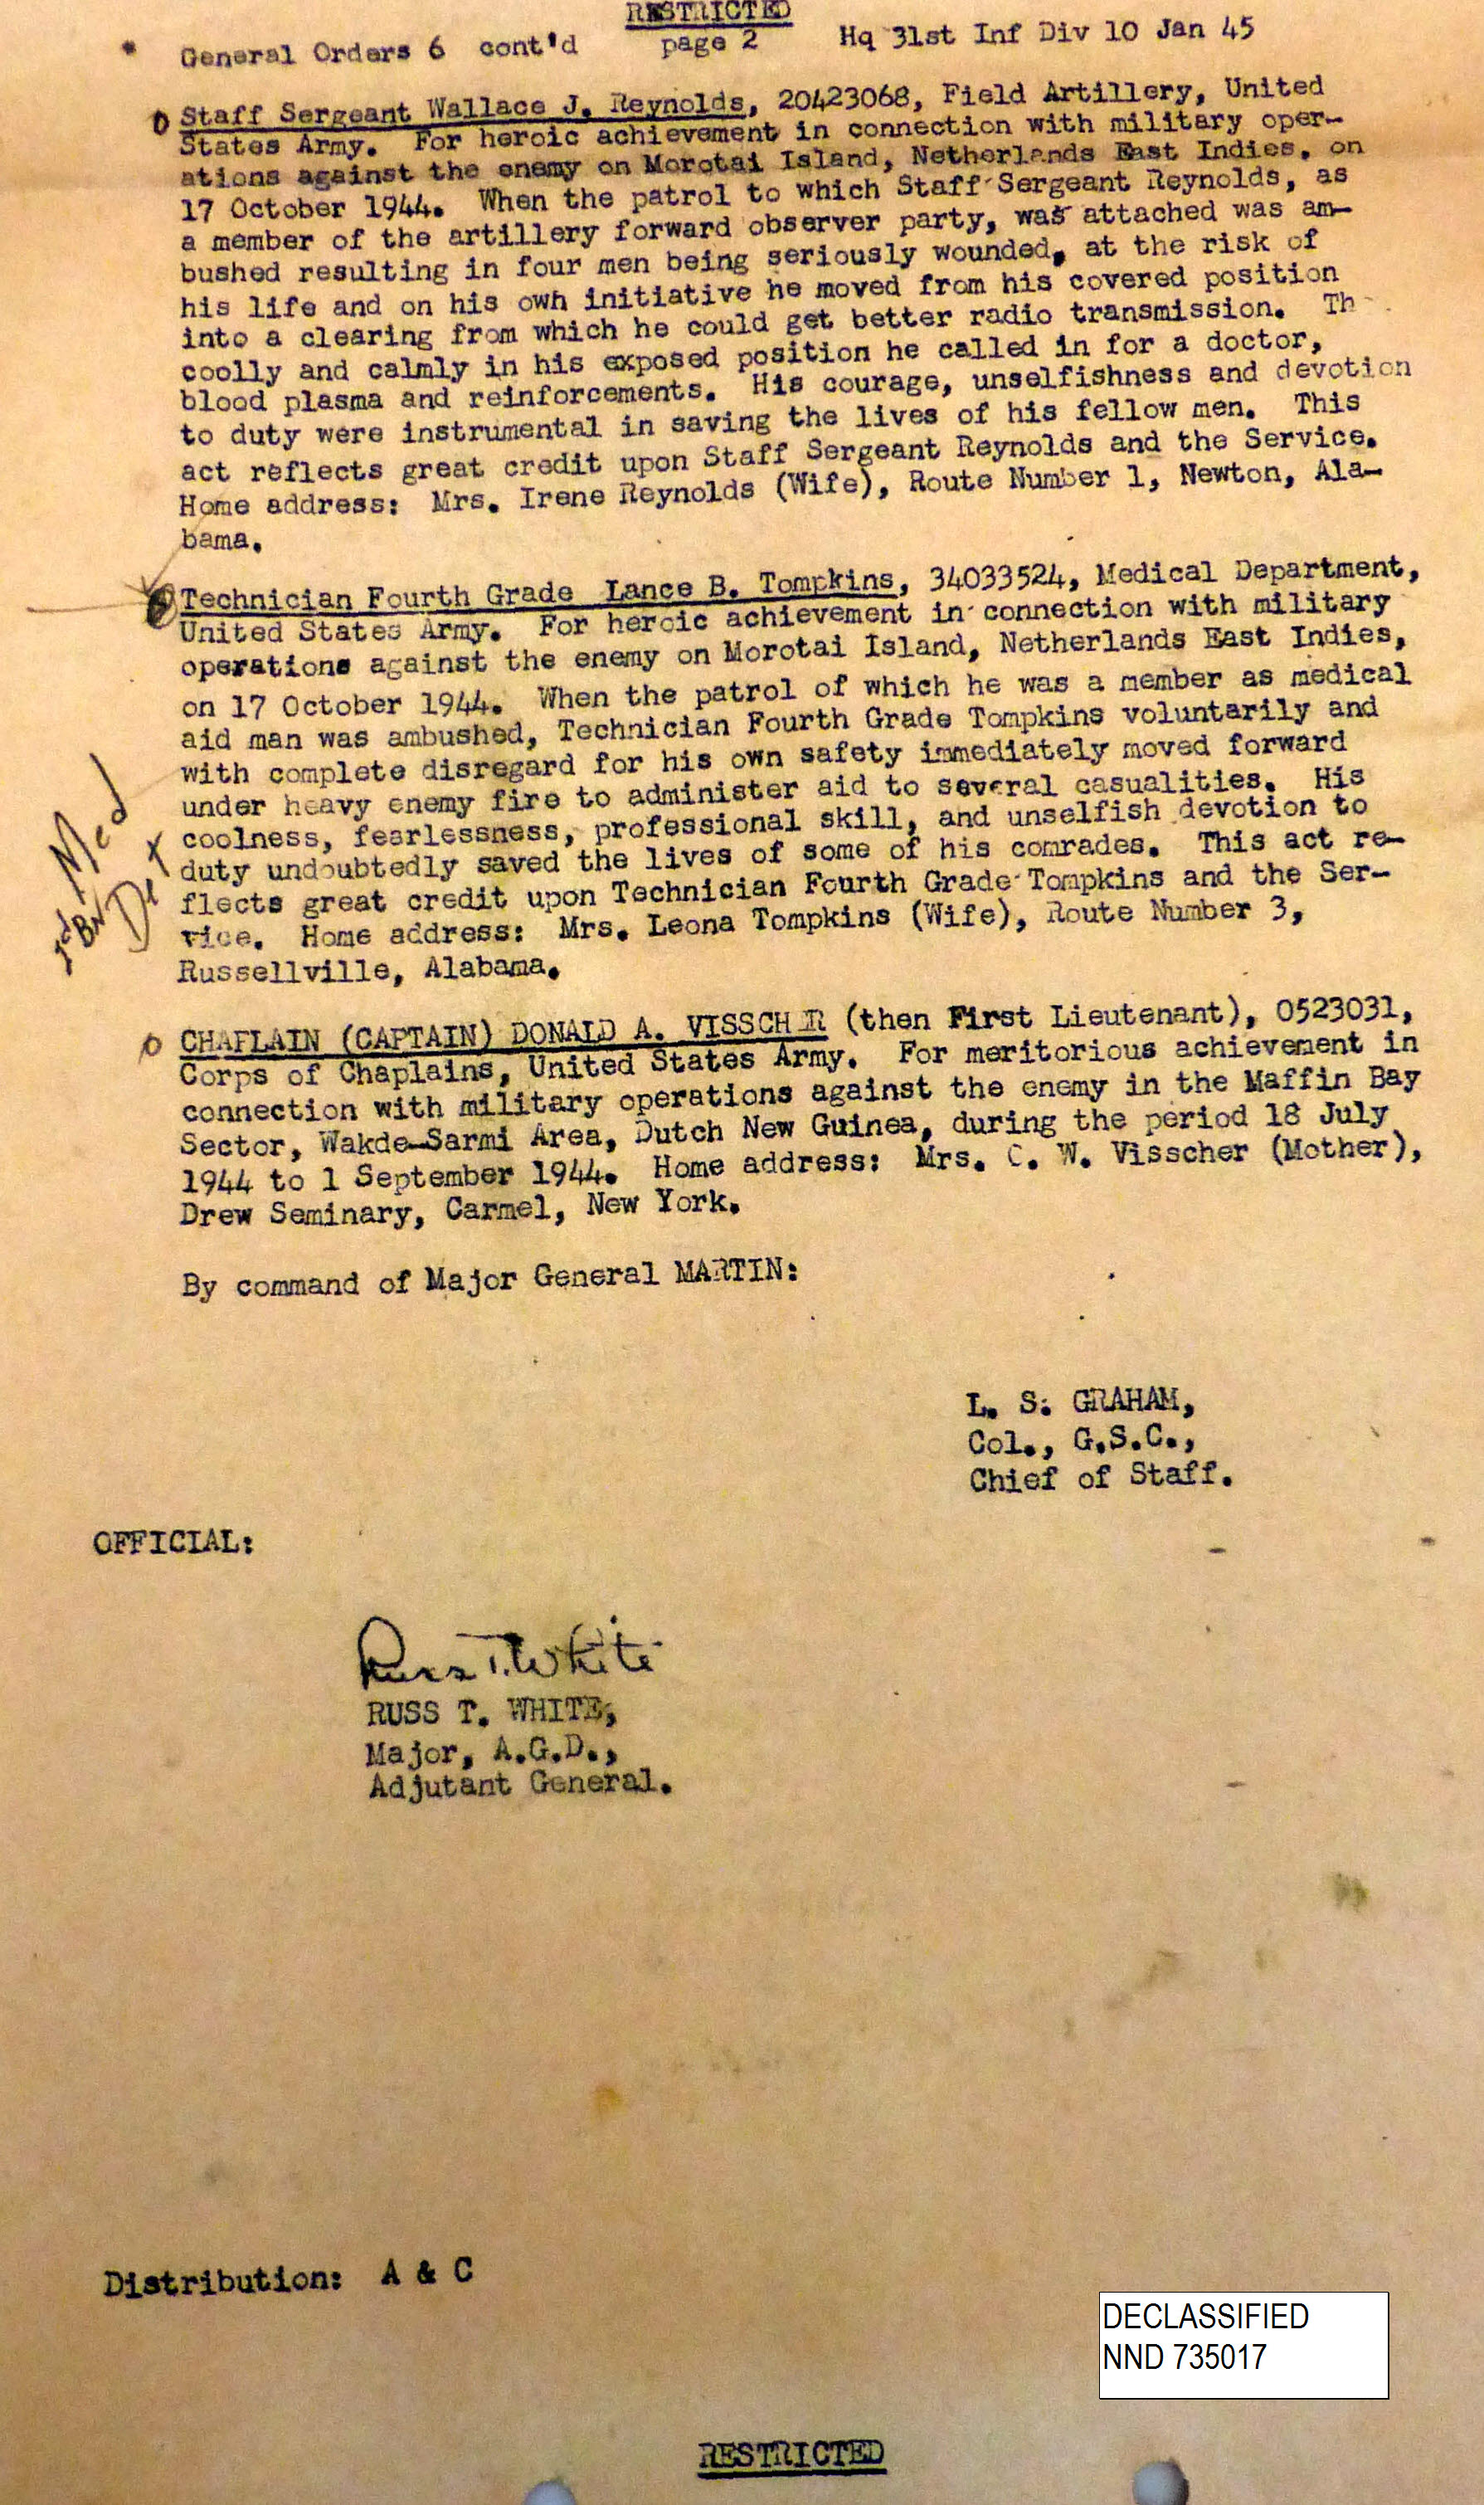 RESTRICTED
General Orders 6 cont'd page 2 Hq 31st Inf Div 10 Jan 45
Staff Sergeant Wallace J. Reynolds, 20423068, Field Artillery, United
States Army. For heroic achievement in connection with military oper-
ations against the enemy on Morotai Island, Netherlands East Indies, on
17 October 1944. When the patrol to which Staff Sergeant Reynolds, as
a member of the artillery forward observer party, was attached was am-
bushed resulting in four men being seriously wounded, at the risk of
his life and on his own initiative he moved from his covered position
into a clearing from which he could get better radio transmission. Th
coolly and calmly in his exposed position he called in for a doctor,
blood plasma and reinforcements. His courage, unselfishness and devotion
to duty were instrumental in saving the lives of his fellow men. This
act reflects great credit upon Staff Sergeant Reynolds and the Service.
Home address: Mrs. Irene Reynolds (Wife), Route Number 1, Newton, Ala-
bama.
Technician Fourth Grade Lance B. Tompkins, 34033524, Medical Department,
United States Army. For heroic achievement in connection with military
operations against the enemy on Morotai Island, Netherlands East Indies,
on 17 October 1944. When the patrol of which he was a member as medical
aid man was ambushed, Technician Fourth Grade Tompkins voluntarily and
with complete disregard for his own safety immediately moved forward
under heavy enemy fire to administer aid to several casualities. His
coolness, fearlessness, professional skill, and unselfish devotion to
duty undoubtedly saved the lives of some of his comrades. This act re-
flects great credit upon Technician Fourth Grade Tompkins and the Ser-
vice. Home address: Mrs. Leona Tompkins (Wife), Route Number 3,
Russellville, Alabama.
Med
Bn
CHAPLAIN (CAPTAIN) DONALD A. VISSCHER (then First Lieutenant), 0523031,
Corps of Chaplains, United States Army. For meritorious achievement in
connection with military operations against the enemy in the Maffin Bay
Sector, Wakde-Sarmi Area, Dutch New Guinea, during the period 18 July
1944 to 1 September 1944. Home address: Mrs. C. W. Visscher (Mother),
Drew Seminary, Carmel, New York.
By command of Major General MARTIN:
L. S. GRAHAM,
Col., G.S.C.,
Chief of Staff.
OFFICIAL:
Russ T. White
RUSS T. WHITE,
Major, A.G.D.,
Adjutant General.
Distribution: A & C
DECLASSIFIED
NND 735017
RESTRICTED